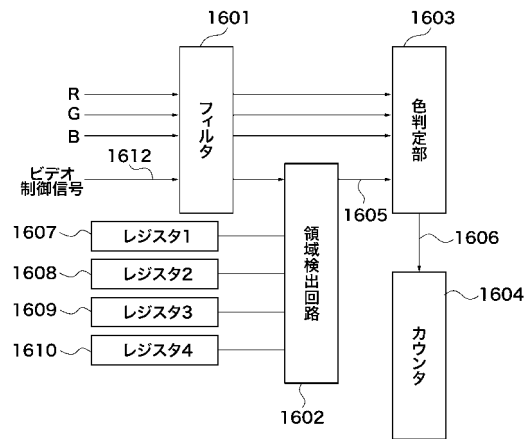 1601
1603
R
G
B
フィルタ
色判定部
ビデオ
制御信号
1612
1605
1607
レジスタ1
1608
レジスタ2
1609
レジスタ3
1610
レジスタ4
領域検出回路
1602
1606
1604
カウンタ